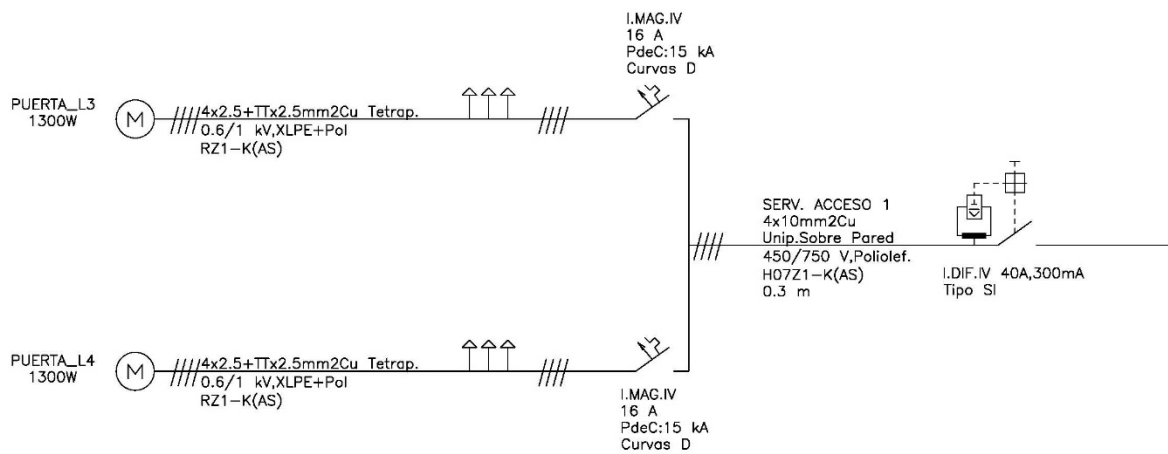 I.MAG.IV
16 A
PdeC:15 kA
Curvas D
PUERTA_L3
1300W
M
4x2.5+TTx2.5mm2Cu Tetrap.
0.6/1 kV,XLPE+Pol
RZ1-K(AS)
SERV. ACCESO 1
4x10mm2Cu
Unip.Sobre Pared
450/750 V,Poliolef.
H07Z1-K(AS)
0.3 m
I.DIF.IV 40A,300mA
Tipo SI
PUERTA_L4
1300W
M
4x2.5+TTx2.5mm2Cu Tetrap.
0.6/1 kV,XLPE+Pol
RZ1-K(AS)
I.MAG.IV
16 A
PdeC:15 kA
Curvas D